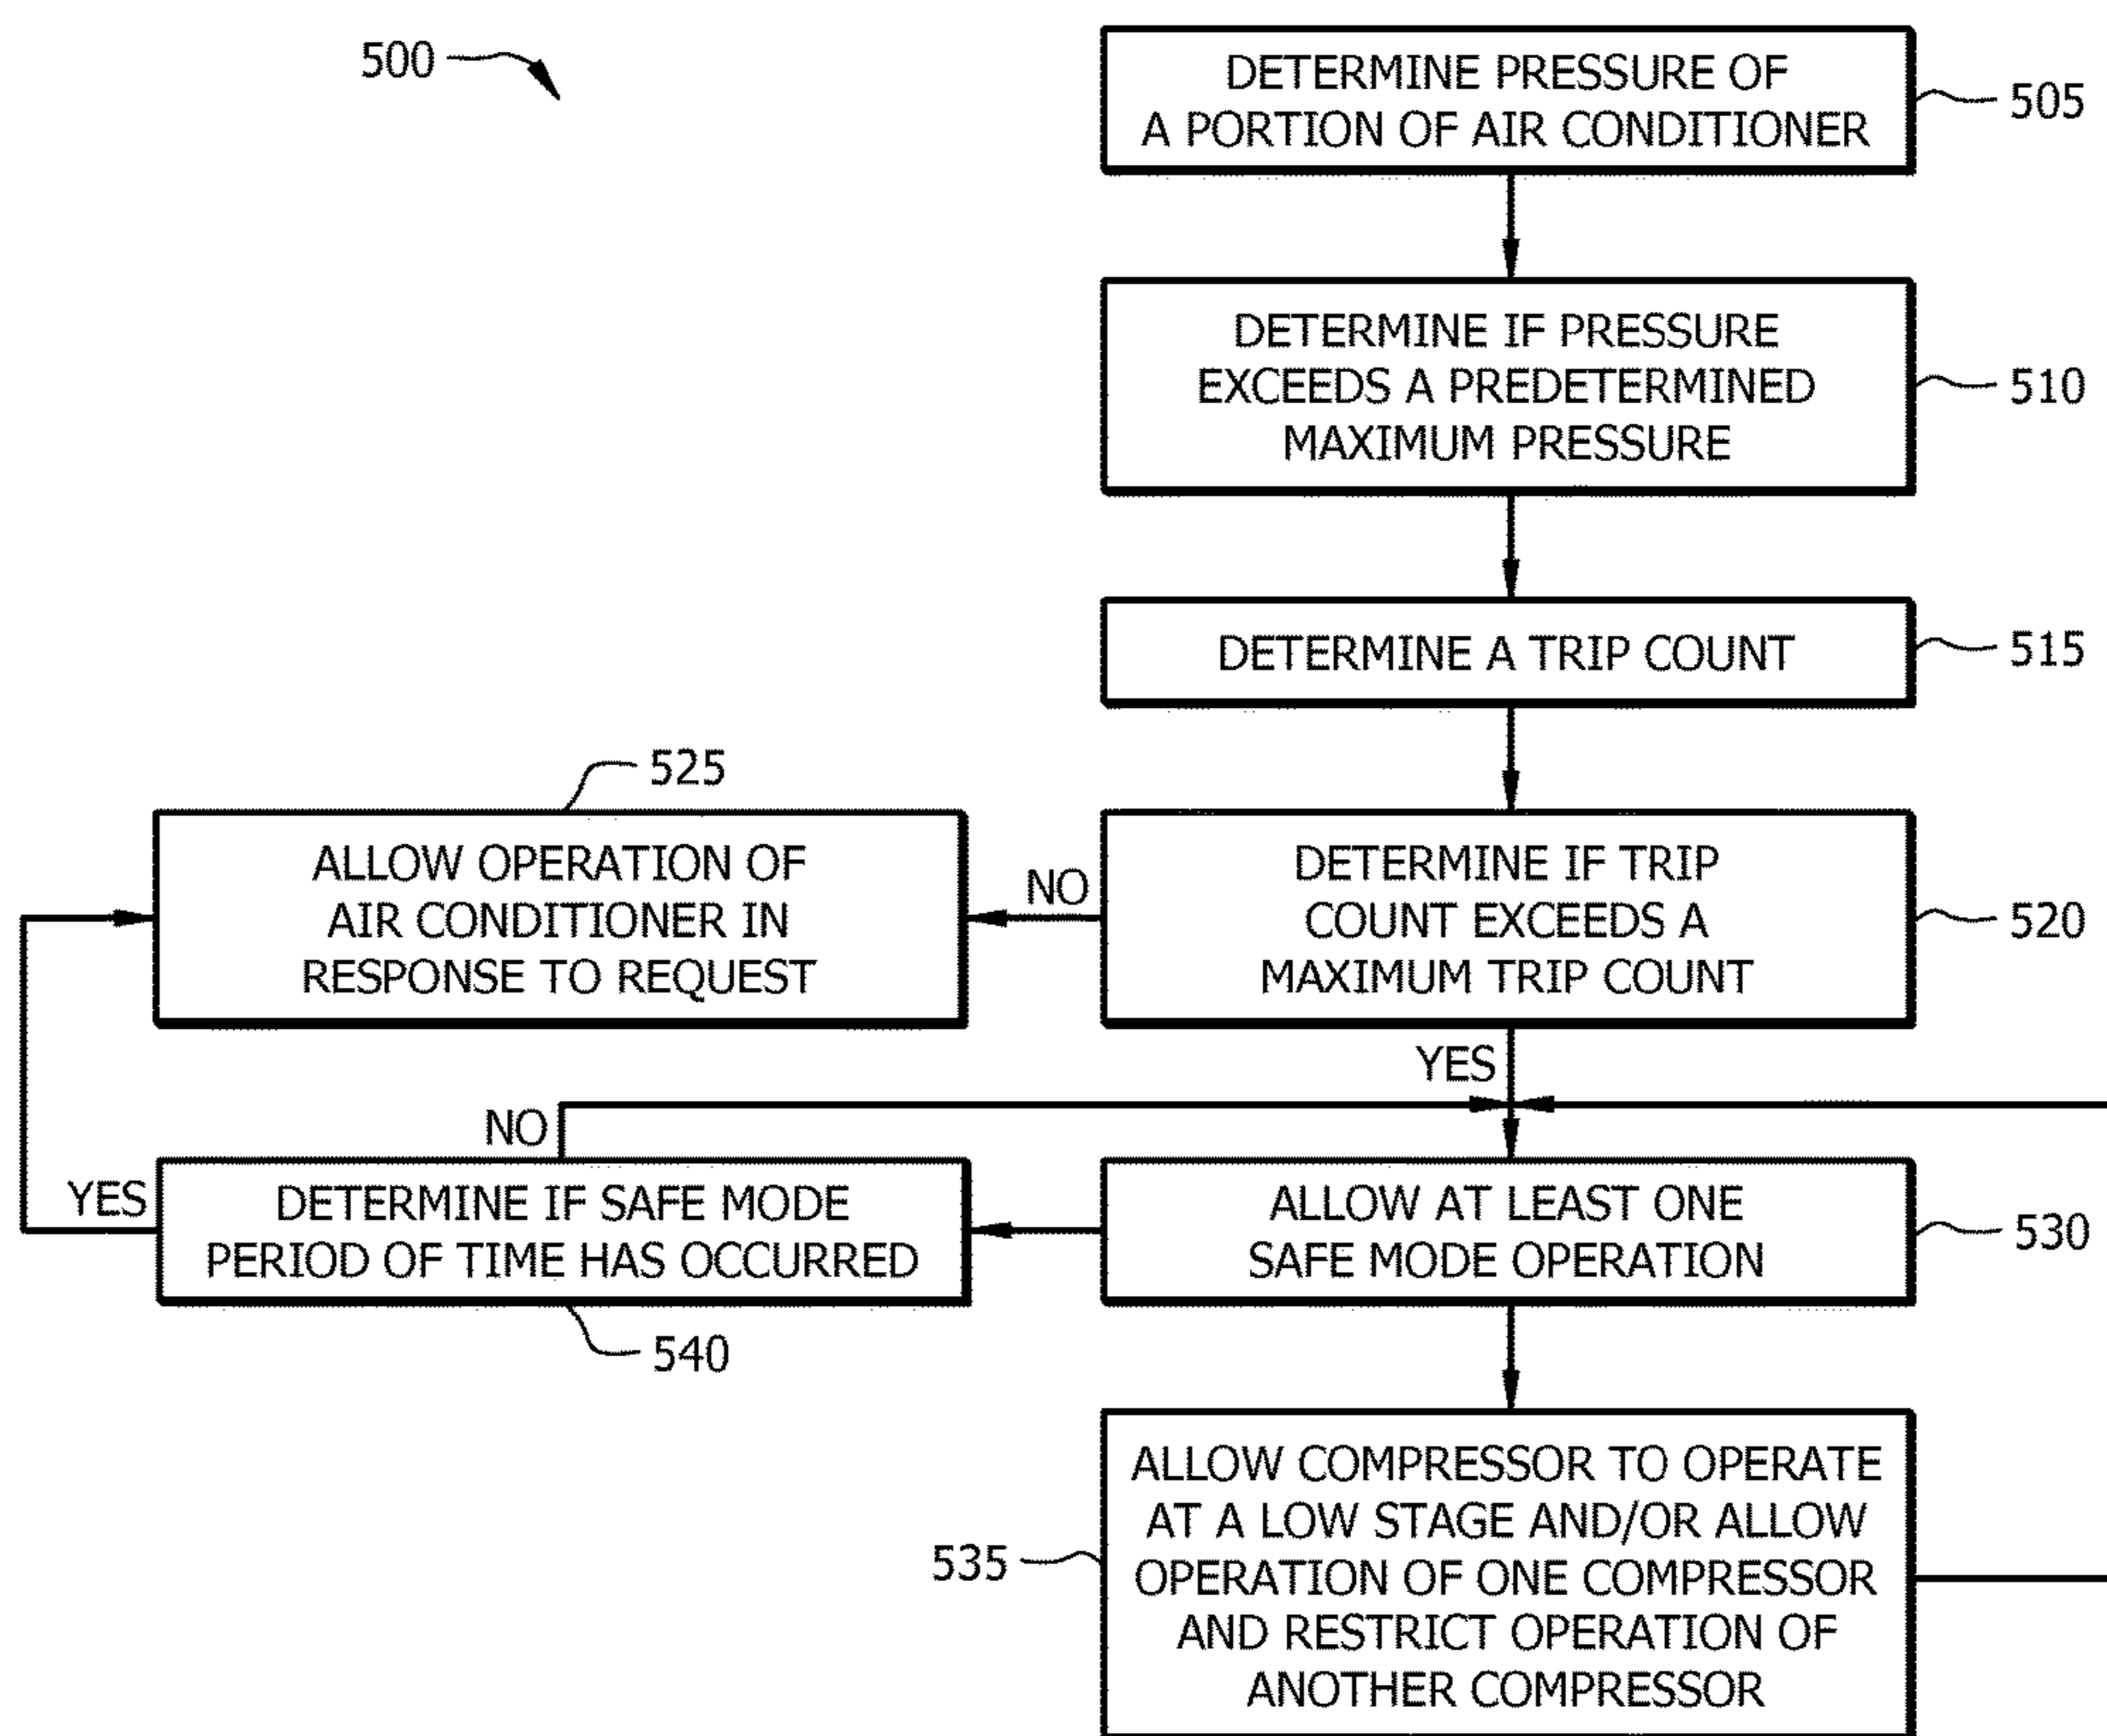 500
DETERMINE PRESSURE OF
A PORTION OF AIR CONDITIONER
505
DETERMINE IF PRESSURE
EXCEEDS A PREDETERMINED
MAXIMUM PRESSURE
510
DETERMINE A TRIP COUNT
515
525
ALLOW OPERATION OF
AIR CONDITIONER IN
RESPONSE TO REQUEST
NO
DETERMINE IF TRIP
COUNT EXCEEDS A
MAXIMUM TRIP COUNT
520
YES
NO
YES
DETERMINE IF SAFE MODE
PERIOD OF TIME HAS OCCURRED
540
ALLOW AT LEAST ONE
SAFE MODE OPERATION
530
535
ALLOW COMPRESSOR TO OPERATE
AT A LOW STAGE AND/OR ALLOW
OPERATION OF ONE COMPRESSOR
AND RESTRICT OPERATION OF
ANOTHER COMPRESSOR